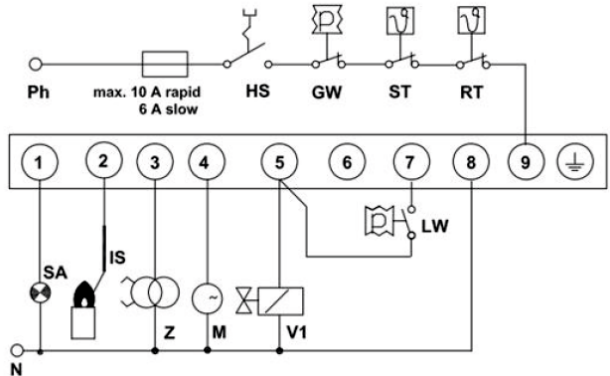 Ph
max. 10 A rapid
6 A slow
HS
GW
ST
RT
1 2 3 4 5 6 7 8 9
LW
SA
IS
Z
M
V1
N